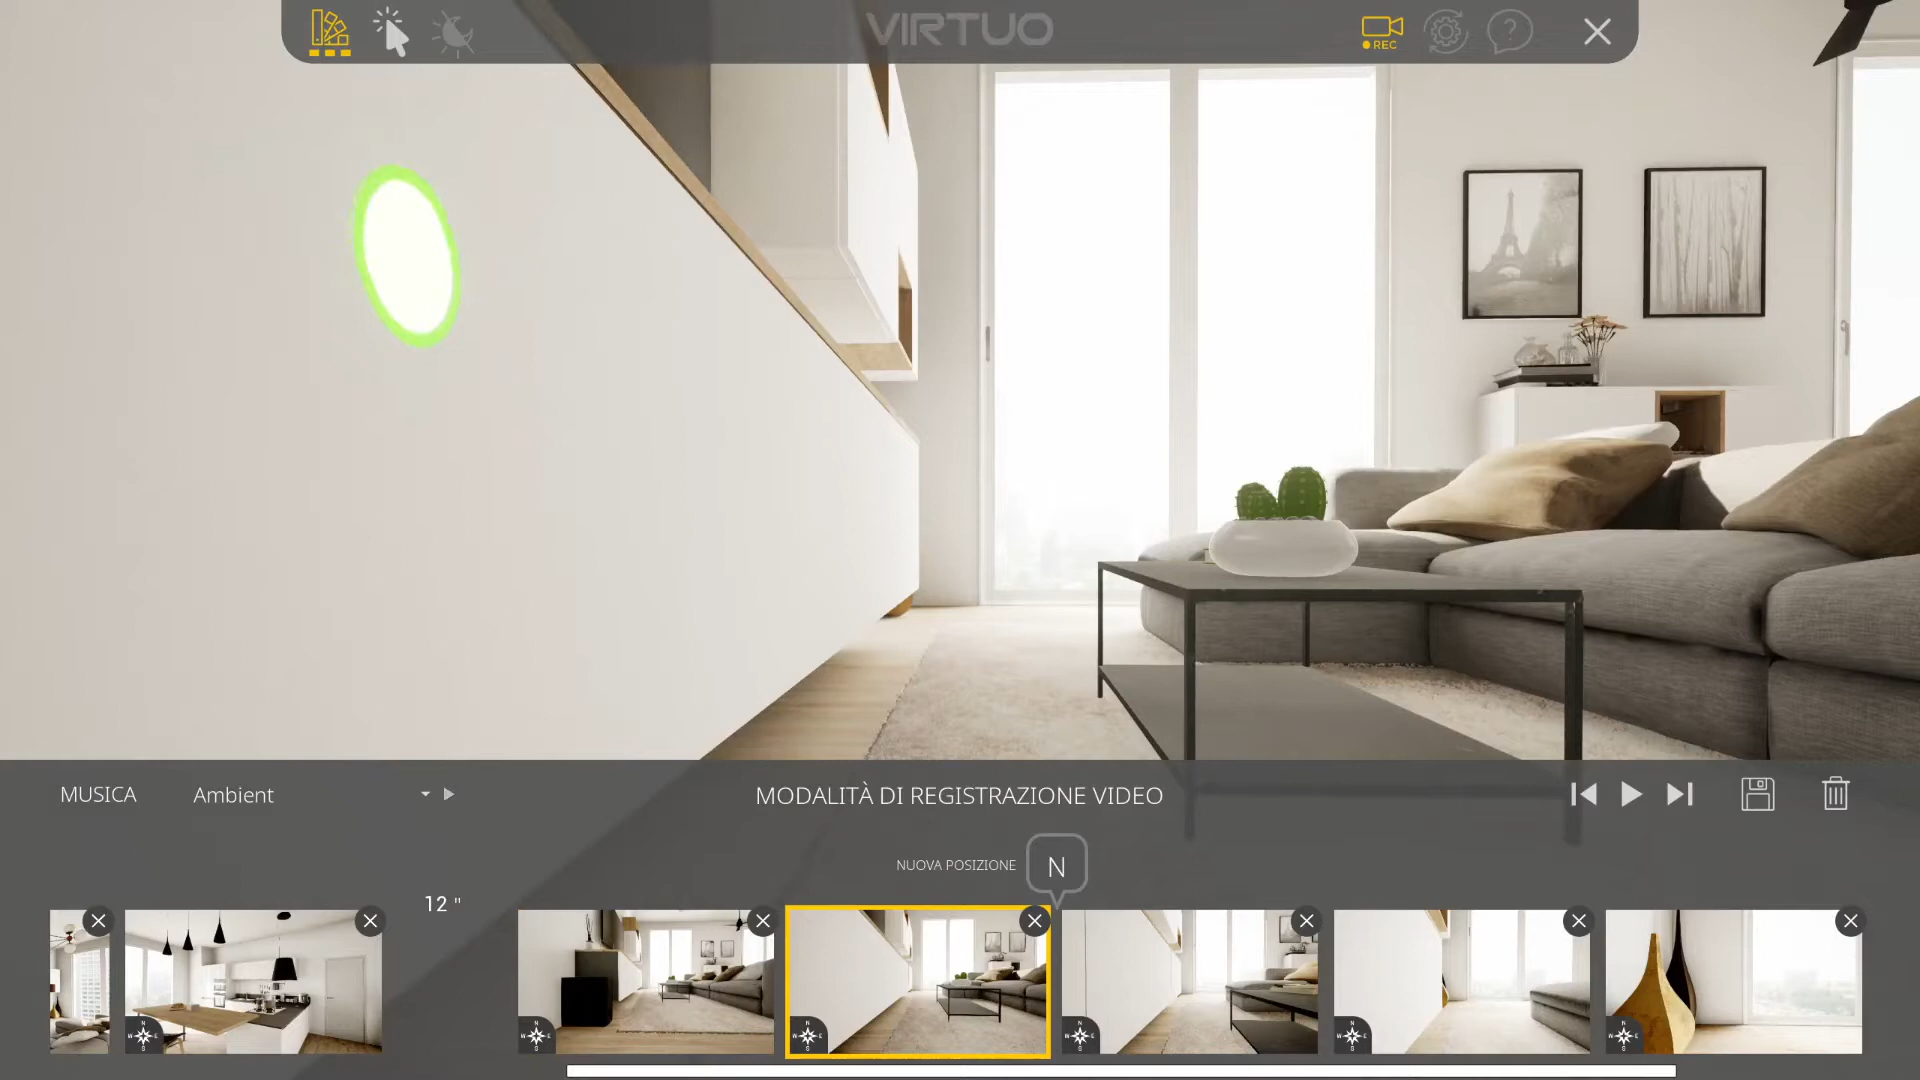 VIRTUO
REC
MUSICA
Ambient
MODALITÀ DI REGISTRAZIONE VIDEO
NUOVA POSIZIONE
N
12 "
N
W E
S
N
W E
S
N
W E
S
N
W E
S
N
W E
S
N
W E
S